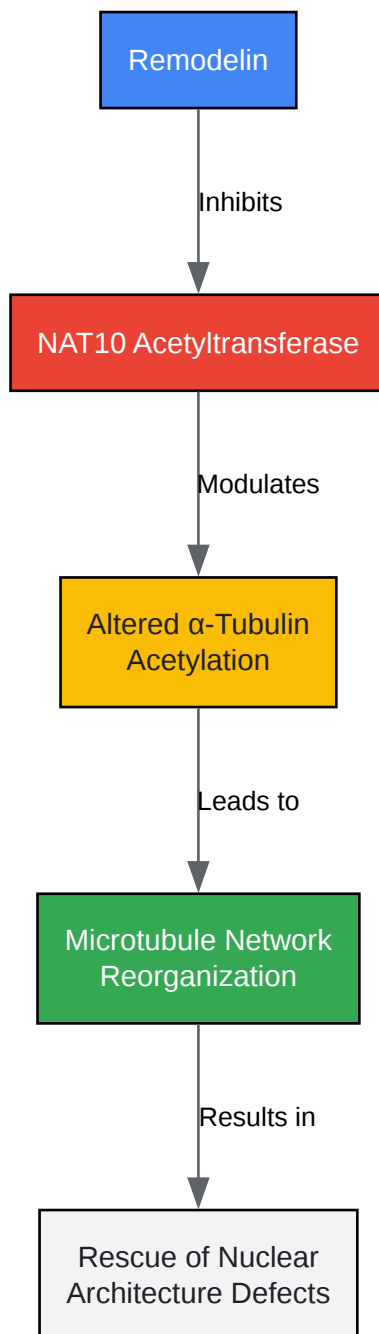 Remodelin
Inhibits
NAT10 Acetyltransferase
Modulates
Altered α-Tubulin
Acetylation
Leads to
Microtubule Network
Reorganization
Results in
Rescue of Nuclear
Architecture Defects